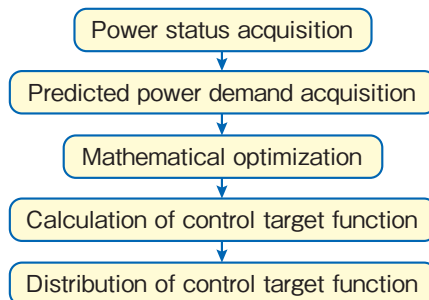 Power status acquisition
Predicted power demand acquisition
Mathematical optimization
Calculation of control target function
Distribution of control target function